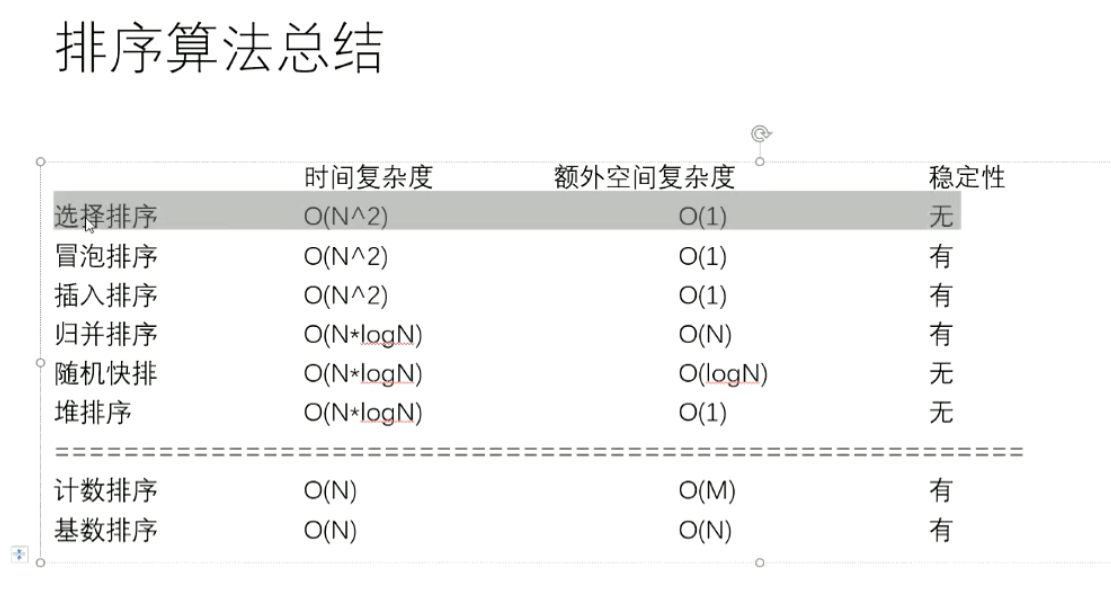 排序算法总结
时间复杂度 额外空间复杂度 稳定性
选择排序 O(N^2) O(1) 无
冒泡排序 O(N^2) O(1) 有
插入排序 O(N^2) O(1) 有
归并排序 O(N*logN) O(N) 有
随机快排 O(N*logN) O(logN) 无
堆排序 O(N*logN) O(1) 无
========================================================
计数排序 O(N) O(M) 有
基数排序 O(N) O(N) 有